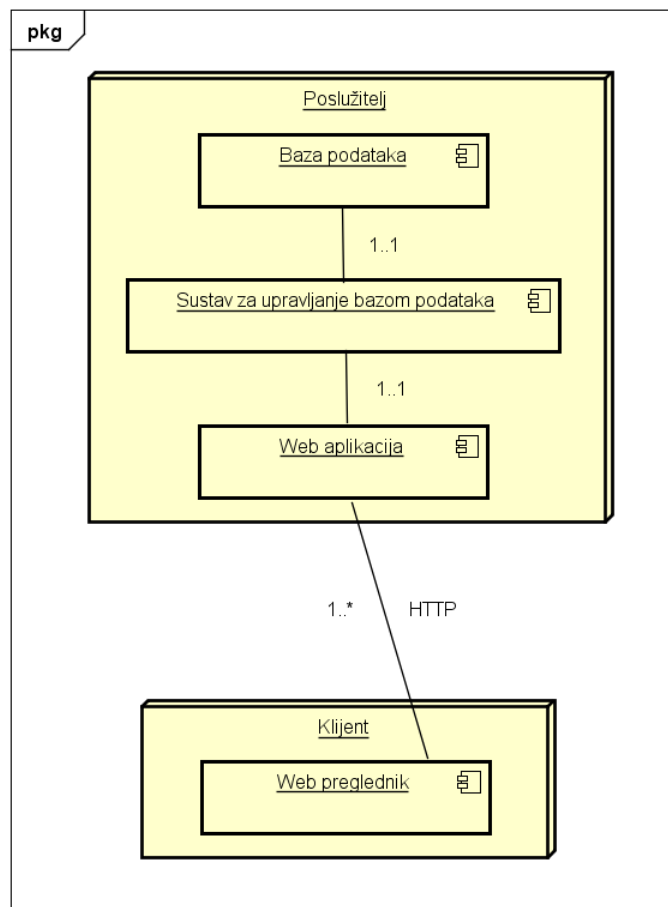 pkg
Poslužitelj
Baza podataka
1..1
Sustav za upravljanje bazom podataka
1..1
Web aplikacija
1..* HTTP
Klijent
Web preglednik